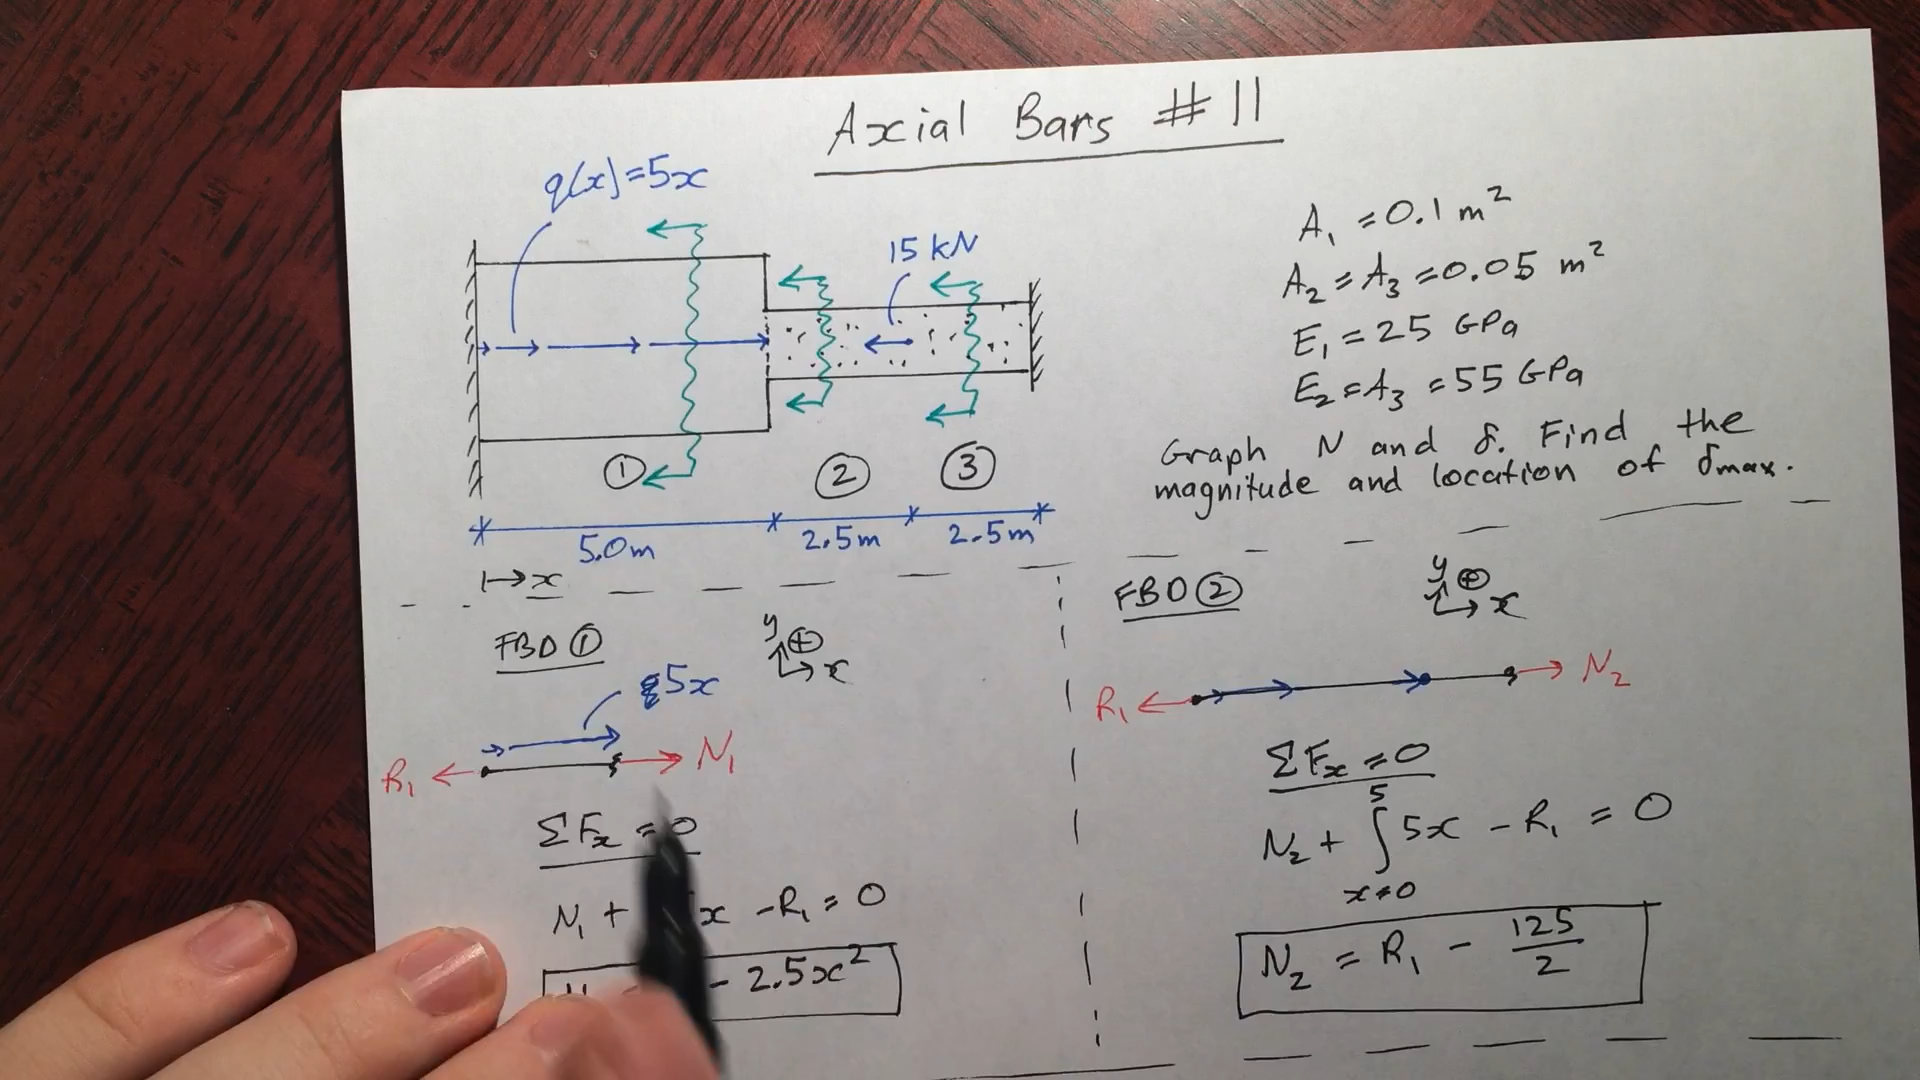 Axial Bars #11
q(x)=5x
15 kN
① ② ③
5.0m 2.5m 2.5m
x
A₁ = 0.1 m²
A₂ = A₃ = 0.05 m²
E₁ = 25 GPa
E₂ = A₃ = 55 GPa
Graph N and δ. Find the
magnitude and location of δmax.
FBD ①
y ⊕
x
5x
R₁ N₁
ΣFx = 0
N₁ + x - R₁ = 0
- 2.5x²
FBD ②
y ⊕
x
R₁ N₂
ΣFx = 0
5
N₂ + ∫ 5x - R₁ = 0
x=0
N₂ = R₁ - 125/2